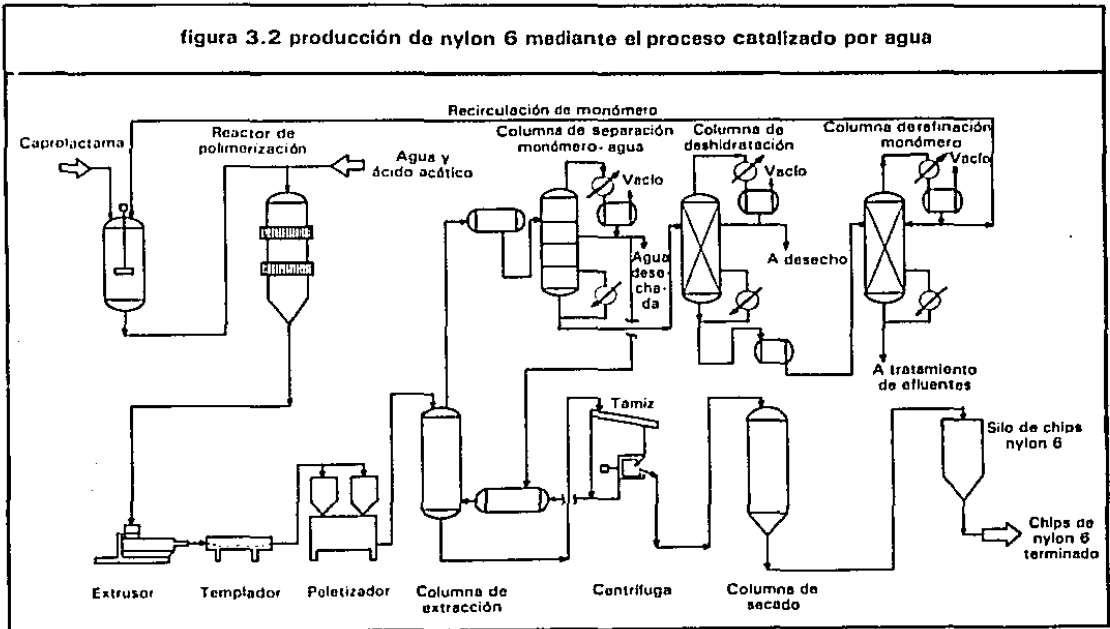 figura 3.2 producción de nylon 6 mediante el proceso catalizado por agua
Recirculación de monómero
Caprolactama
Reactor de
polimerización
Agua y
ácido acático
Columna de separación
monómero-agua
Vacío
Columna de
deshidratación
Vacío
Columna derefinación
monómero
Vacío
Agua
dese-
cha-
da
A desecho
A tratamiento
de efluentes
Tamiz
Silo de chips
nylon 6
Chips de
nylon 6
terminado
Extrusor
Templador
Peletizador
Columna de
extracción
Centrífuga
Columna de
secado